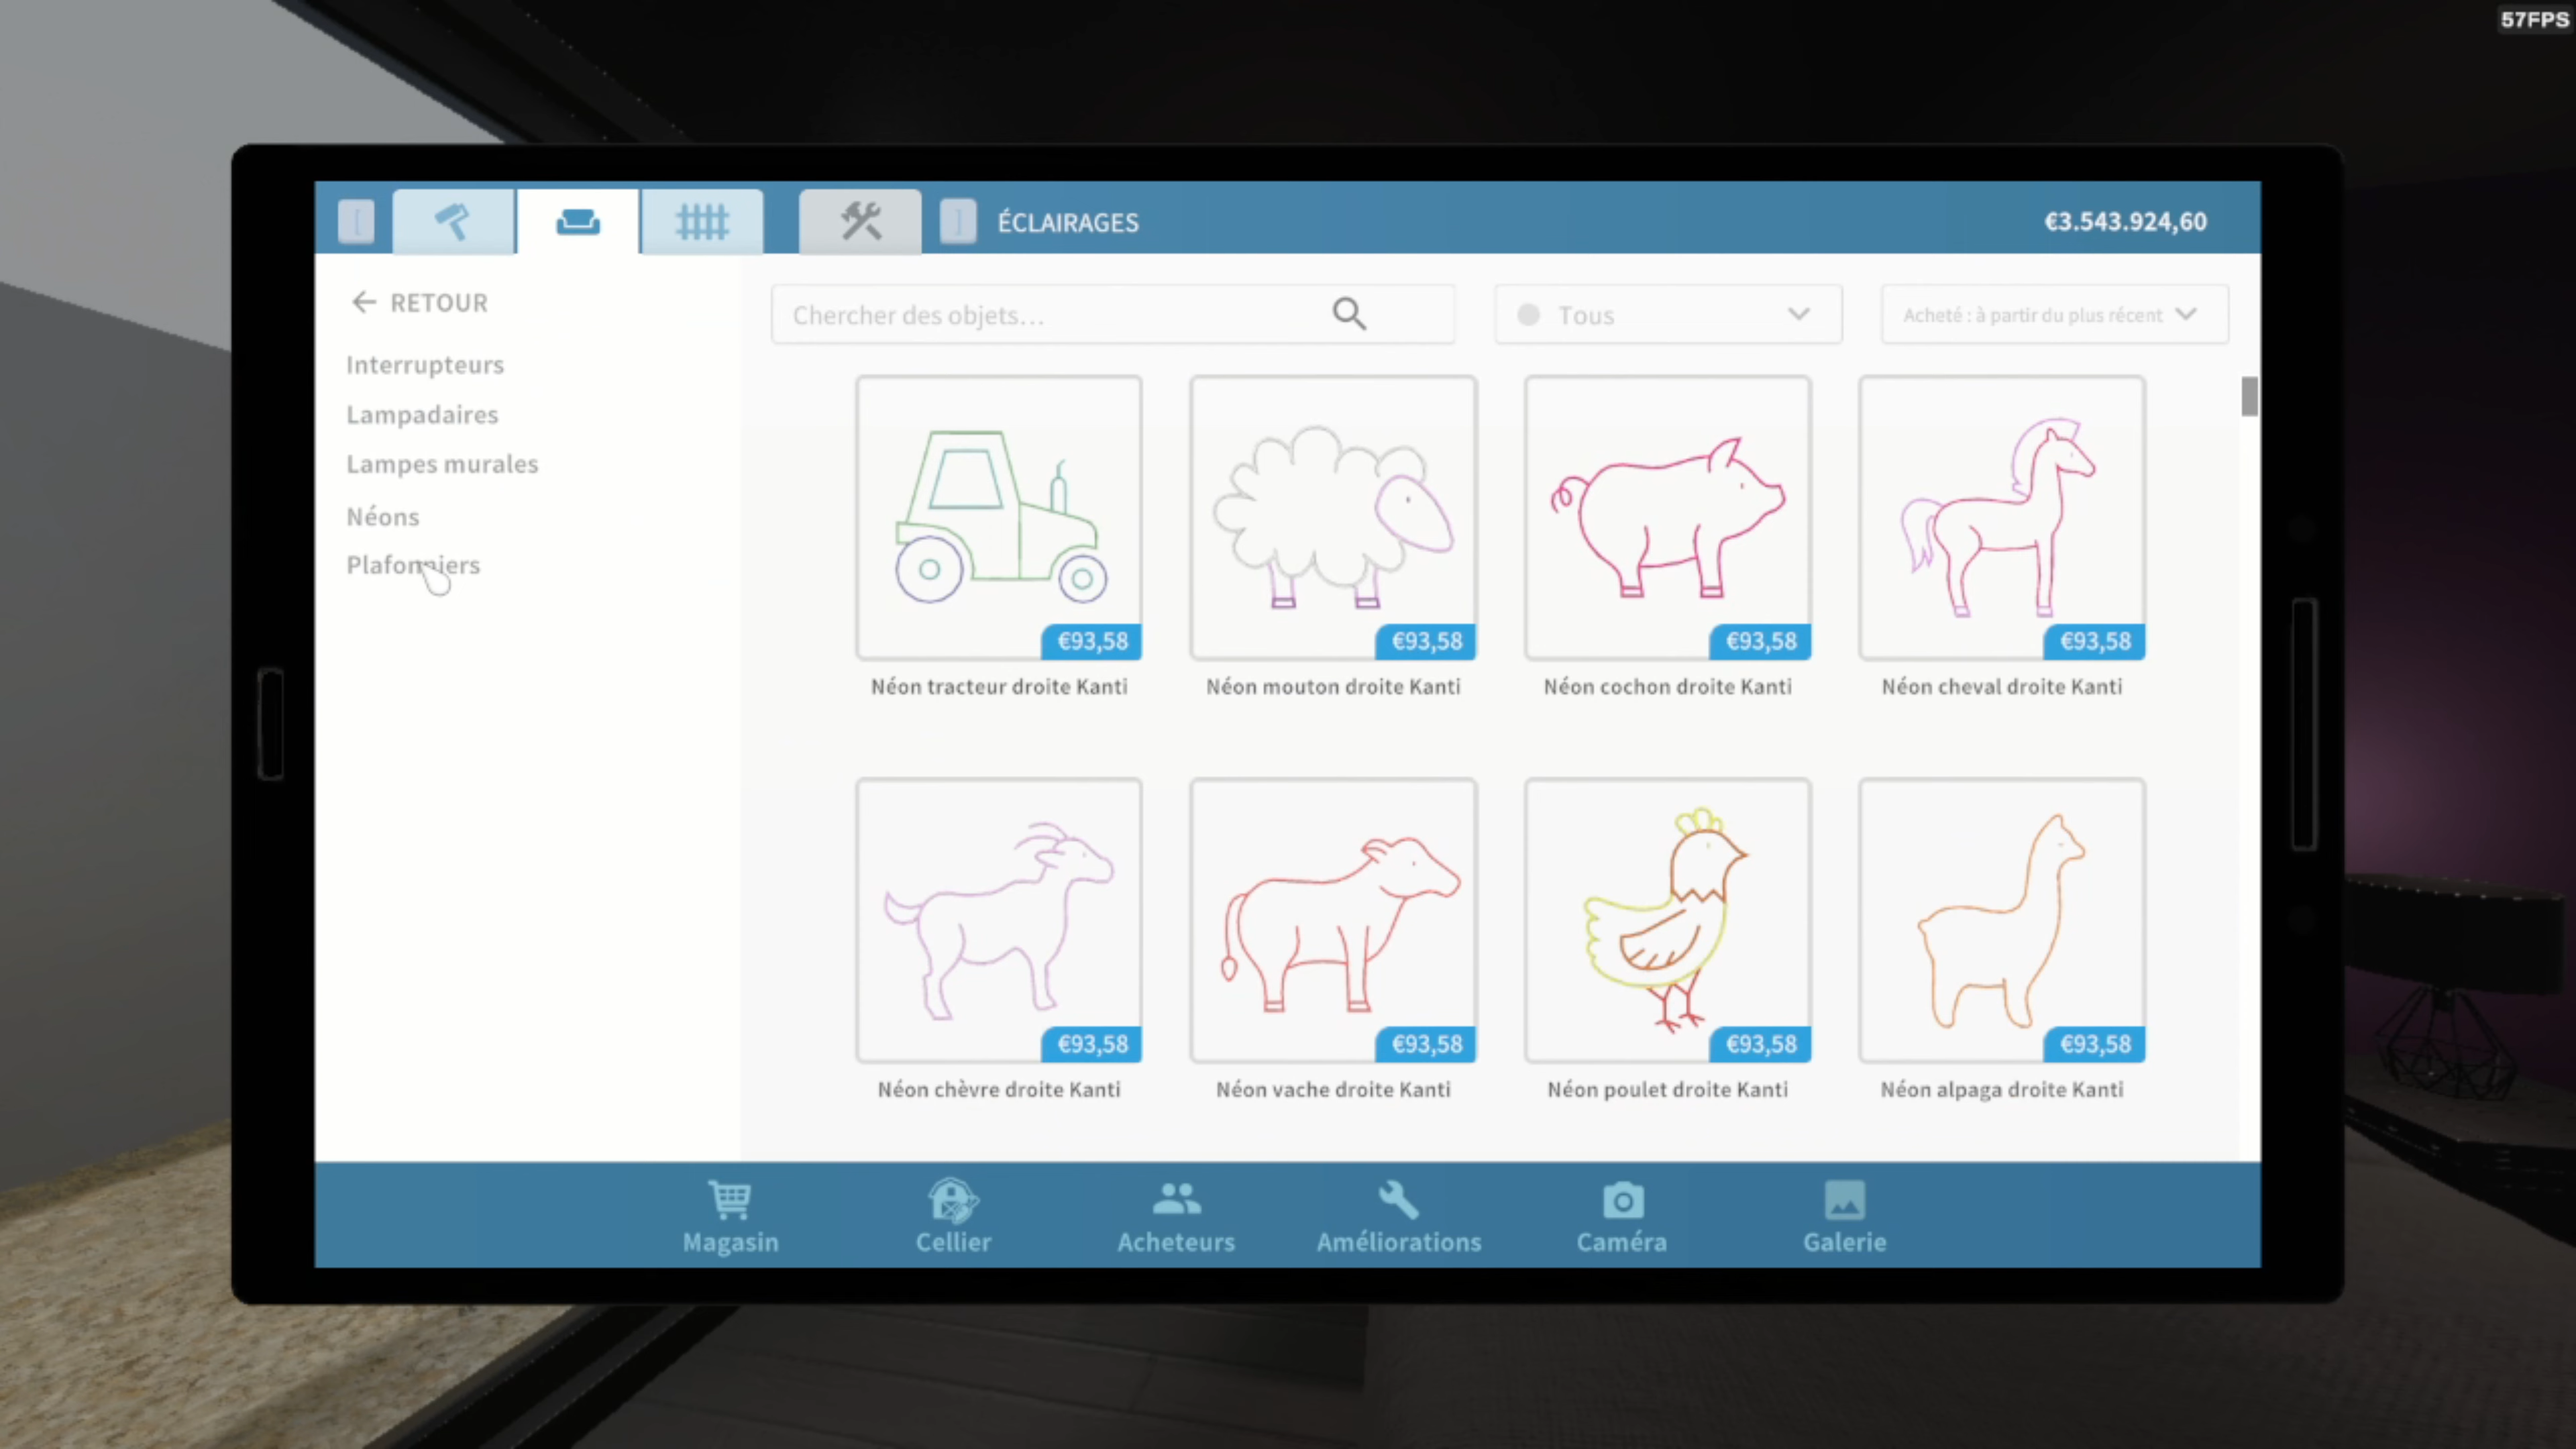 57FPS
[
]
ÉCLAIRAGES
€3.543.924,60
RETOUR
Interrupteurs
Lampadaires
Lampes murales
Néons
Plafonniers
Chercher des objets...
Tous
Acheté : à partir du plus récent
€93,58
€93,58
€93,58
€93,58
Néon tracteur droite Kanti
Néon mouton droite Kanti
Néon cochon droite Kanti
Néon cheval droite Kanti
€93,58
€93,58
€93,58
€93,58
Néon chèvre droite Kanti
Néon vache droite Kanti
Néon poulet droite Kanti
Néon alpaga droite Kanti
Magasin
Cellier
Acheteurs
Améliorations
Caméra
Galerie